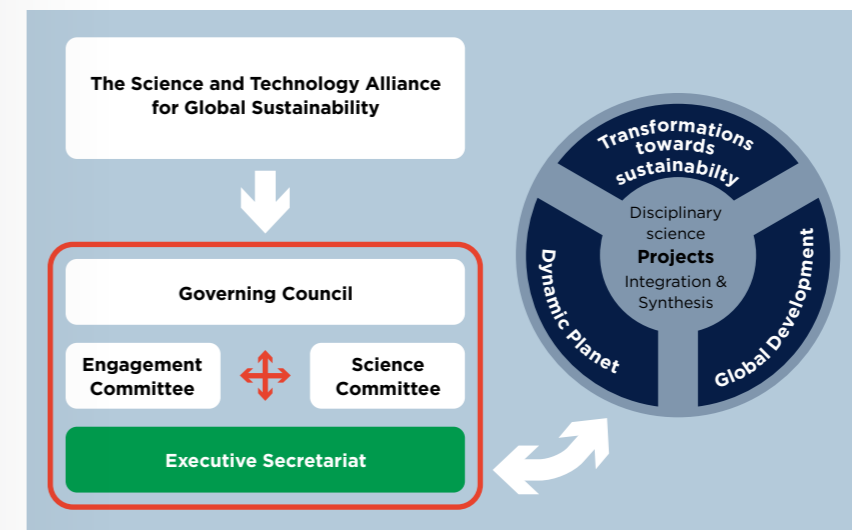 The Science and Technology Alliance
for Global Sustainability
Governing Council
Engagement
Committee
Science
Committee
Executive Secretariat
Transformations
towards
sustainabilty
Disciplinary
science
Projects
Integration &
Synthesis
Dynamic Planet
Global Development